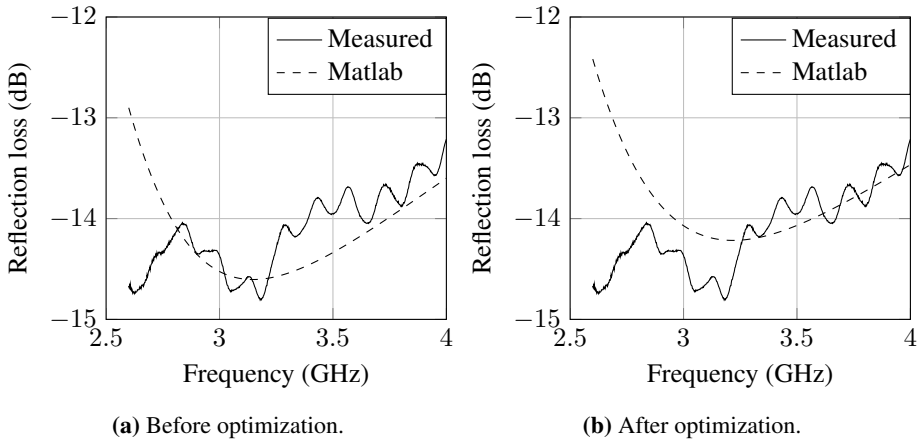 −12
−13
−14
−15
2.5
3
3.5
4
Reflection loss (dB)
Frequency (GHz)
Measured
Matlab
(a) Before optimization.
−12
−13
−14
−15
2.5
3
3.5
4
Reflection loss (dB)
Frequency (GHz)
Measured
Matlab
(b) After optimization.